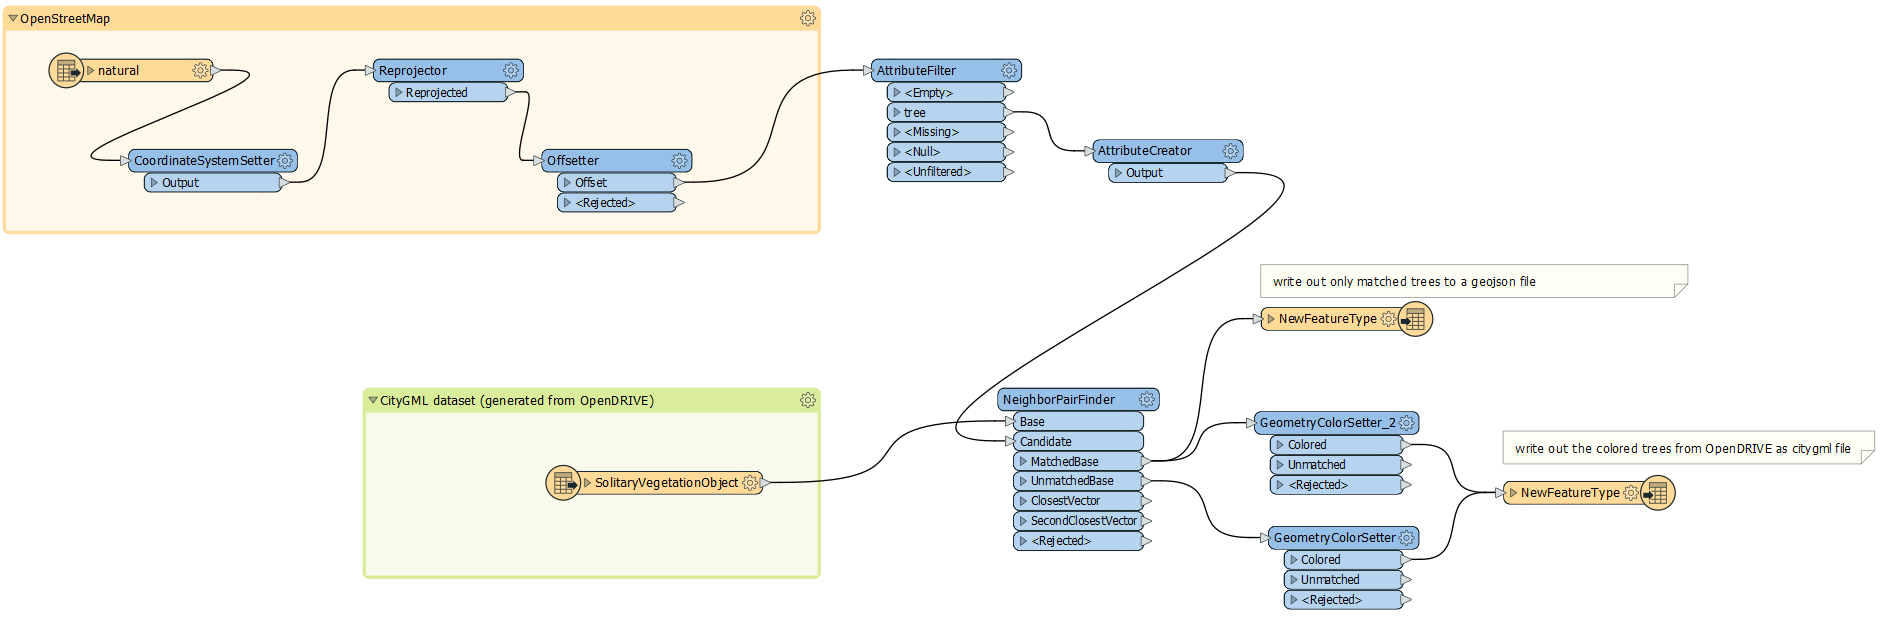 OpenStreetMap
natural
CoordinateSystemSetter
Output
Reprojector
Reprojected
Offsetter
Offset
<Rejected>
AttributeFilter
<Empty>
tree
<Missing>
<Null>
<Unfiltered>
AttributeCreator
Output
write out only matched trees to a geojson file
NewFeatureType
CityGML dataset (generated from OpenDRIVE)
SolitaryVegetationObject
NeighborPairFinder
Base
Candidate
MatchedBase
UnmatchedBase
ClosestVector
SecondClosestVector
<Rejected>
GeometryColorSetter_2
Colored
Unmatched
<Rejected>
GeometryColorSetter
Colored
Unmatched
<Rejected>
write out the colored trees from OpenDRIVE as citygml file
NewFeatureType